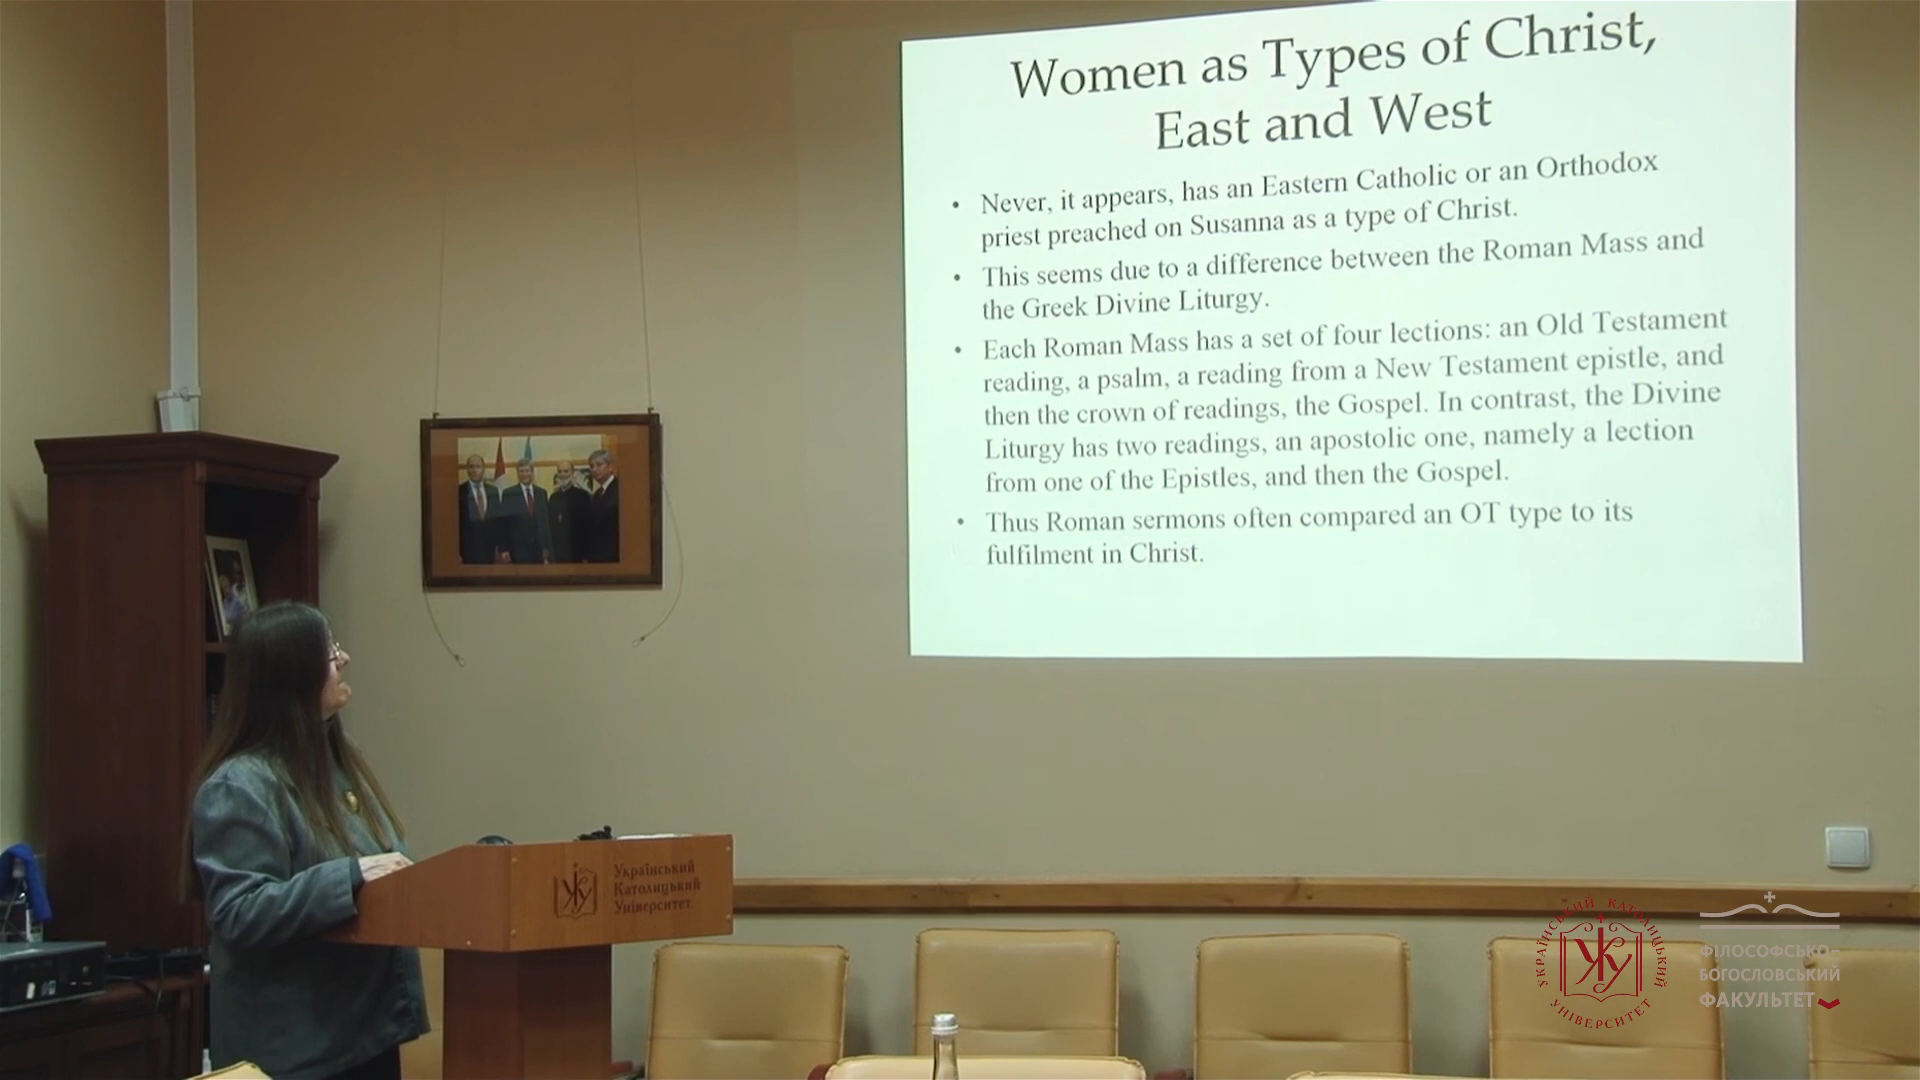 Women as Types of Christ,
East and West
• Never, it appears, has an Eastern Catholic or an Orthodox
priest preached on Susanna as a type of Christ.
• This seems due to a difference between the Roman Mass and
the Greek Divine Liturgy.
• Each Roman Mass has a set of four lections: an Old Testament
reading, a psalm, a reading from a New Testament epistle, and
then the crown of readings, the Gospel. In contrast, the Divine
Liturgy has two readings, an apostolic one, namely a lection
from one of the Epistles, and then the Gospel.
• Thus Roman sermons often compared an OT type to its
fulfilment in Christ.
Український
Католицький
Університет
УКРАЇНСЬКИЙ КАТОЛИЦЬКИЙ
УНІВЕРСИТЕТ
ФІЛОСОФСЬКО-
БОГОСЛОВСЬКИЙ
ФАКУЛЬТЕТ